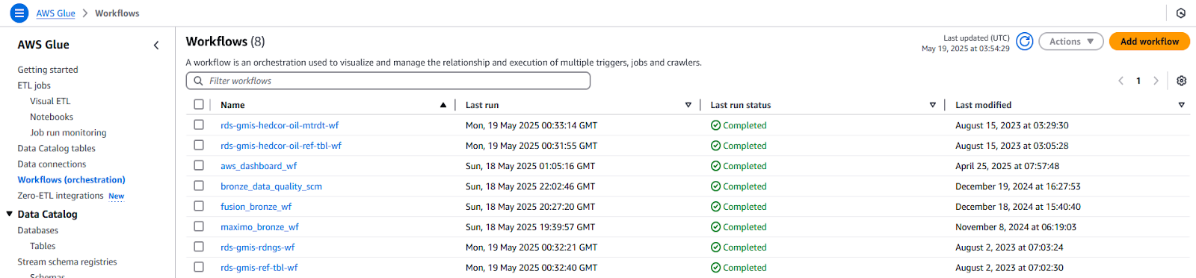 AWS Glue > Workflows
AWS Glue
Getting started
ETL jobs
Visual ETL
Notebooks
Job run monitoring
Data Catalog tables
Data connections
Workflows (orchestration)
Zero-ETL integrations New
Data Catalog
Databases
Tables
Stream schema registries
Schemas
Workflows (8)
Last updated (UTC)
May 19, 2025 at 03:54:29
Actions
Add workflow
A workflow is an orchestration used to visualize and manage the relationship and execution of multiple triggers, jobs and crawlers.
Filter workflows
1
Name Last run Last run status Last modified
rds-gmis-hedcor-oil-mtrdt-wf Mon, 19 May 2025 00:33:14 GMT Completed August 15, 2023 at 03:29:30
rds-gmis-hedcor-oil-ref-tbl-wf Mon, 19 May 2025 00:31:55 GMT Completed August 15, 2023 at 03:05:28
aws_dashboard_wf Sun, 18 May 2025 01:05:16 GMT Completed April 25, 2025 at 07:57:48
bronze_data_quality_scm Sun, 18 May 2025 22:02:46 GMT Completed December 19, 2024 at 16:27:53
fusion_bronze_wf Sun, 18 May 2025 20:27:20 GMT Completed December 18, 2024 at 15:40:40
maximo_bronze_wf Sun, 18 May 2025 19:39:57 GMT Completed November 8, 2024 at 06:19:03
rds-gmis-rdngs-wf Mon, 19 May 2025 00:32:21 GMT Completed August 2, 2023 at 07:03:24
rds-gmis-ref-tbl-wf Mon, 19 May 2025 00:32:40 GMT Completed August 2, 2023 at 07:02:30